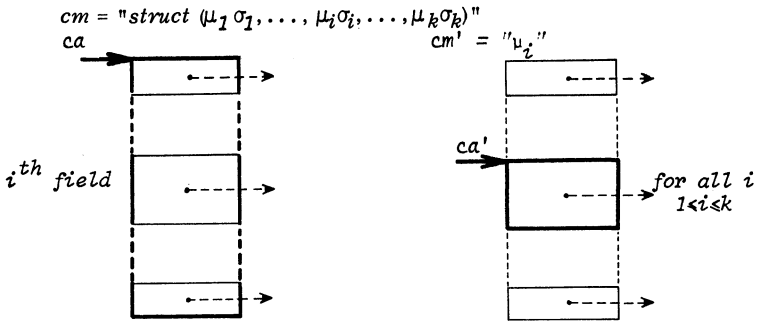 cm = "struct (μ1σ1,..., μiσi,..., μkσk)"
ca
cm' = "μi"
ith field
ca'
for all i
1≤i≤k